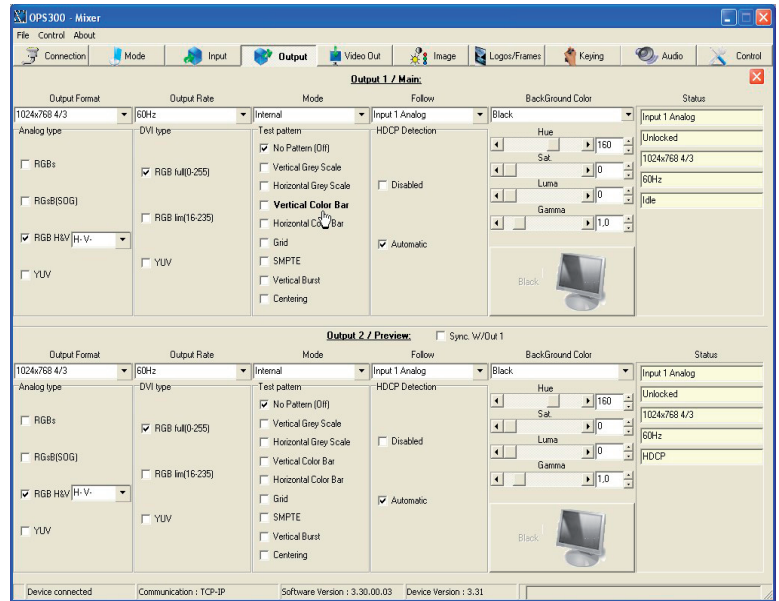 OPS300 - Mixer
File Control About
Connection Mode Input Output Video Out Image Logos/Frames Keying Audio Control
Output 1 / Main:
Output Format Output Rate Mode Follow BackGround Color Status
1024x768 4/3 60Hz Internal Input 1 Analog Black Input 1 Analog
Analog type DVI type Test pattern HDCP Detection Hue Unlocked
No Pattern (Off) 160
RGBs RGB full(0-255) Vertical Grey Scale Sat. 0 1024x768 4/3
Horizontal Grey Scale Disabled Luma 60Hz
RGsB(SOG) Vertical Color Bar 0 Idle
RGB lim(16-235) Horizontal Color Bar Gamma 1,0
RGB H&V H- V- Grid Automatic
YUV YUV SMPTE
Vertical Burst Black
Centering
Output 2 / Preview: Sync. W/Out 1
Output Format Output Rate Mode Follow BackGround Color Status
1024x768 4/3 60Hz Internal Input 1 Analog Black Input 1 Analog
Analog type DVI type Test pattern HDCP Detection Hue Unlocked
No Pattern (Off) 160
RGBs RGB full(0-255) Vertical Grey Scale Sat. 0 1024x768 4/3
Horizontal Grey Scale Disabled Luma 60Hz
RGsB(SOG) Vertical Color Bar 0 HDCP
RGB lim(16-235) Horizontal Color Bar Gamma 1,0
RGB H&V H- V- Grid Automatic
YUV YUV SMPTE
Vertical Burst Black
Centering
Device connected Communication : TCP-IP Software Version : 3.30.00.03 Device Version : 3.31